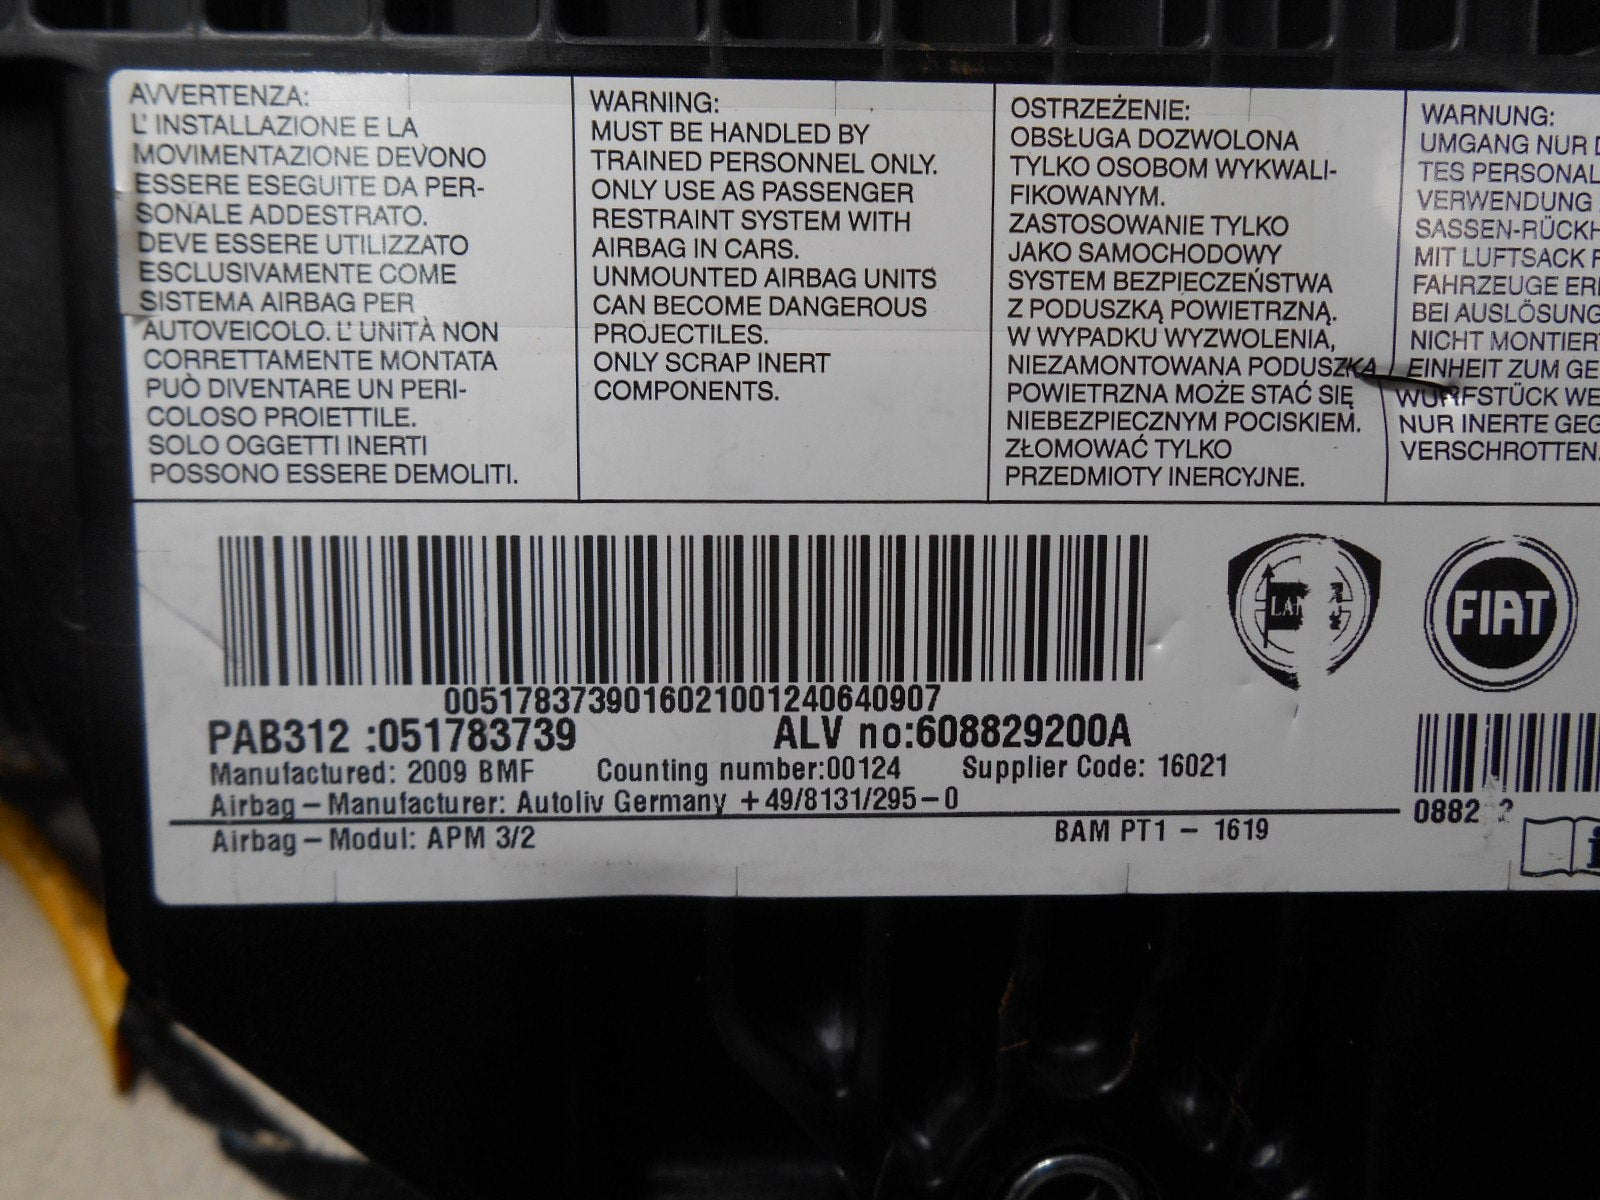 AVVERTENZA:
L' INSTALLAZIONE E LA
MOVIMENTAZIONE DEVONO
ESSERE ESEGUITE DA PER-
SONALE ADDESTRATO.
DEVE ESSERE UTILIZZATO
ESCLUSIVAMENTE COME
SISTEMA AIRBAG PER
AUTOVEICOLO. L' UNITÀ NON
CORRETTAMENTE MONTATA
PUÒ DIVENTARE UN PERI-
COLOSO PROIETTILE.
SOLO OGGETTI INERTI
POSSONO ESSERE DEMOLITI.
WARNING:
MUST BE HANDLED BY
TRAINED PERSONNEL ONLY.
ONLY USE AS PASSENGER
RESTRAINT SYSTEM WITH
AIRBAG IN CARS.
UNMOUNTED AIRBAG UNITS
CAN BECOME DANGEROUS
PROJECTILES.
ONLY SCRAP INERT
COMPONENTS.
OSTRZEŻENIE:
OBSŁUGA DOZWOLONA
TYLKO OSOBOM WYKWALI-
FIKOWANYM.
ZASTOSOWANIE TYLKO
JAKO SAMOCHODOWY
SYSTEM BEZPIECZEŃSTWA
Z PODUSZKĄ POWIETRZNĄ.
W WYPADKU WYZWOLENIA,
NIEZAMONTOWANA PODUSZKA
POWIETRZNA MOŻE STAĆ SIĘ
NIEBEZPIECZNYM POCISKIEM.
ZŁOMOWAĆ TYLKO
PRZEDMIOTY INERCYJNE.
WARNUNG:
UMGANG NUR
TES PERSONAL
VERWENDUNG
SASSEN-RÜCKH
MIT LUFTSACK
FAHRZEUGE
BEI AUSLÖSUNG
NICHT MONTIERT
EINHEIT ZUM
WURFSTÜCK
NUR INERTE
VERSCHROTTEN.
FIAT
005178373901602100124064090​7
PAB312 :051783739 ALV no:608829200A
Manufactured: 2009 BMF Counting number:00124 Supplier Code: 16021
Airbag – Manufacturer: Autoliv Germany +49/8131/295-0
0882
Airbag – Modul: APM 3/2 BAM PT1 – 1619